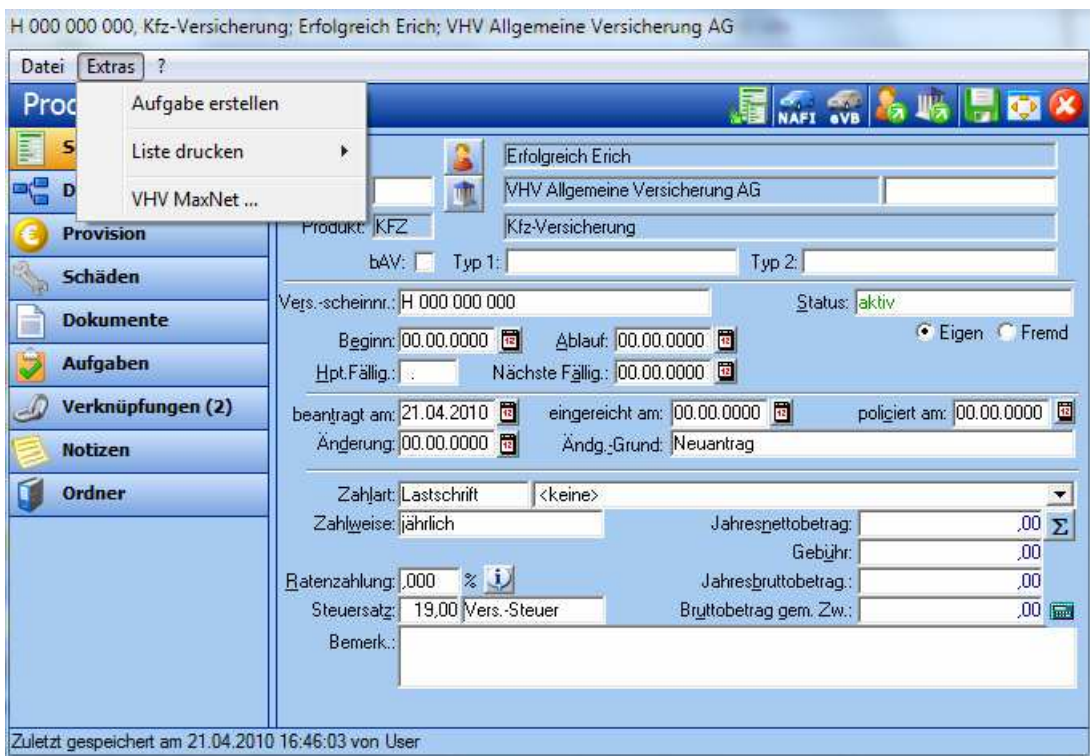 H 000 000 000, Kfz-Versicherung; Erfolgreich Erich; VHV Allgemeine Versicherung AG
Datei Extras ?
Proc
NAFI eVB
Aufgabe erstellen
Liste drucken
VHV MaxNet ...
S
D
Provision
Schäden
Dokumente
Aufgaben
Verknüpfungen (2)
Notizen
Ordner
Erfolgreich Erich
VHV Allgemeine Versicherung AG
Produkt: KFZ Kfz-Versicherung
bAV: Typ 1: Typ 2:
Vers.-scheinnr.: H 000 000 000 Status: aktiv
Eigen Fremd
Beginn: 00.00.0000 Ablauf: 00.00.0000
Hpt.Fällig.: . Nächste Fällig.: 00.00.0000
beantragt am: 21.04.2010 eingereicht am: 00.00.0000 policiert am: 00.00.0000
Änderung: 00.00.0000 Ändg.-Grund: Neuantrag
Zahlart: Lastschrift <keine>
Zahlweise: jährlich Jahresnettobetrag: ,00 Σ
Gebühr: ,00
Ratenzahlung: ,000 % i Jahresbruttobetrag.: ,00
Steuersatz: 19,00 Vers.-Steuer Bruttobetrag gem. Zw.: ,00
Bemerk.:
Zuletzt gespeichert am 21.04.2010 16:46:03 von User